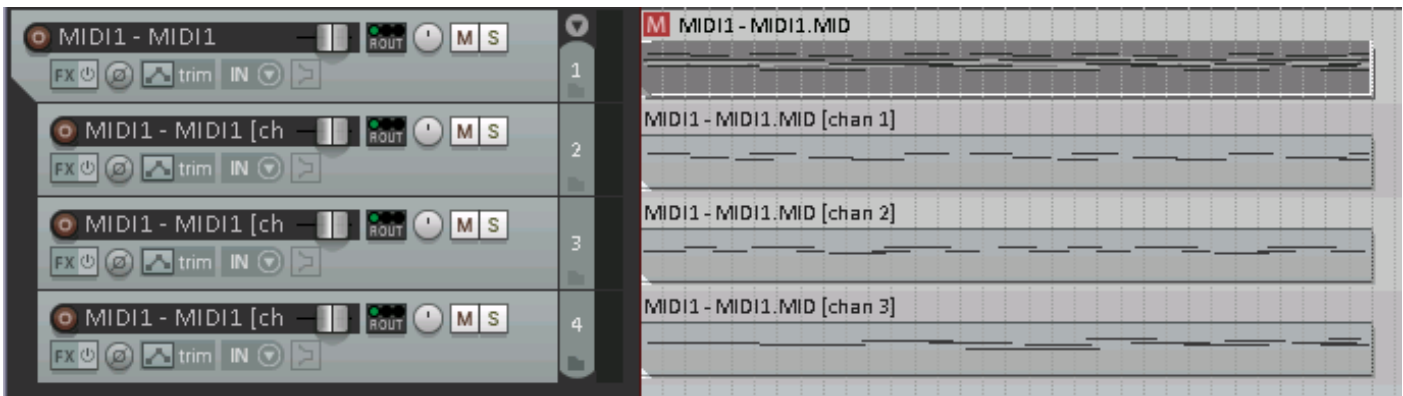 MIDI1 - MIDI1 ROUT M S
FX trim IN
1
MIDI1 - MIDI1 [ch ROUT M S
FX trim IN
2
MIDI1 - MIDI1 [ch ROUT M S
FX trim IN
3
MIDI1 - MIDI1 [ch ROUT M S
FX trim IN
4
M MIDI1 - MIDI1.MID
MIDI1 - MIDI1.MID [chan 1]
MIDI1 - MIDI1.MID [chan 2]
MIDI1 - MIDI1.MID [chan 3]